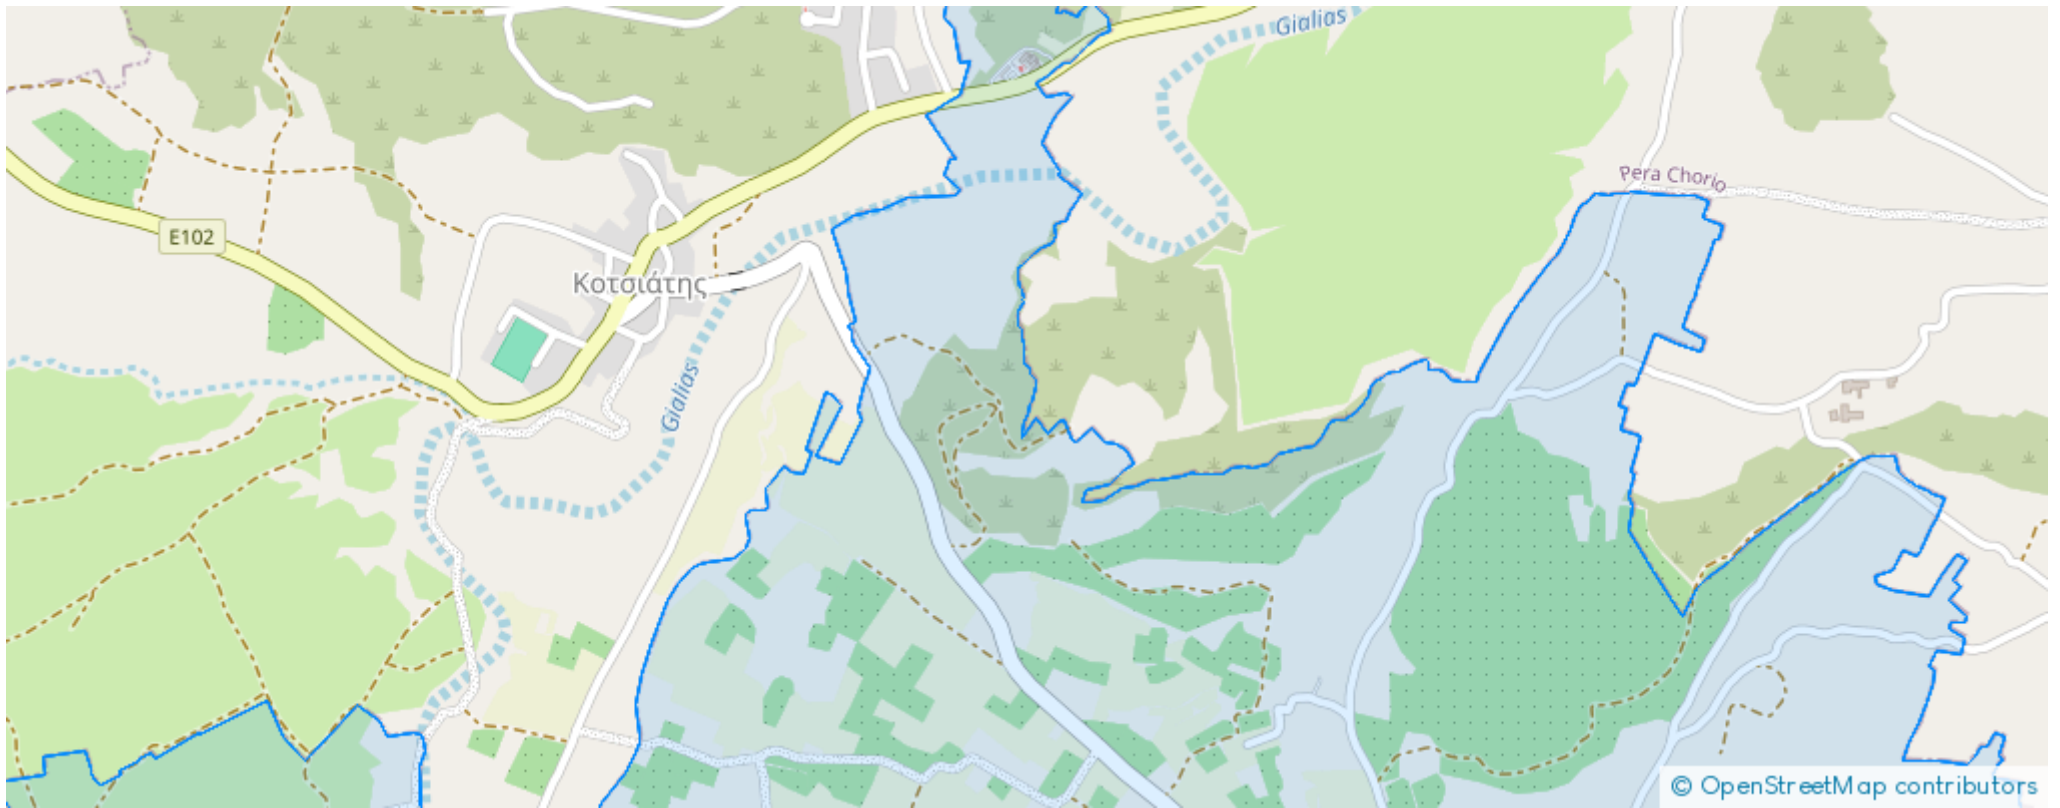 Gialias
Pera Chorio
E102
Κοτσιάτης
Gialias
© OpenStreetMap contributors